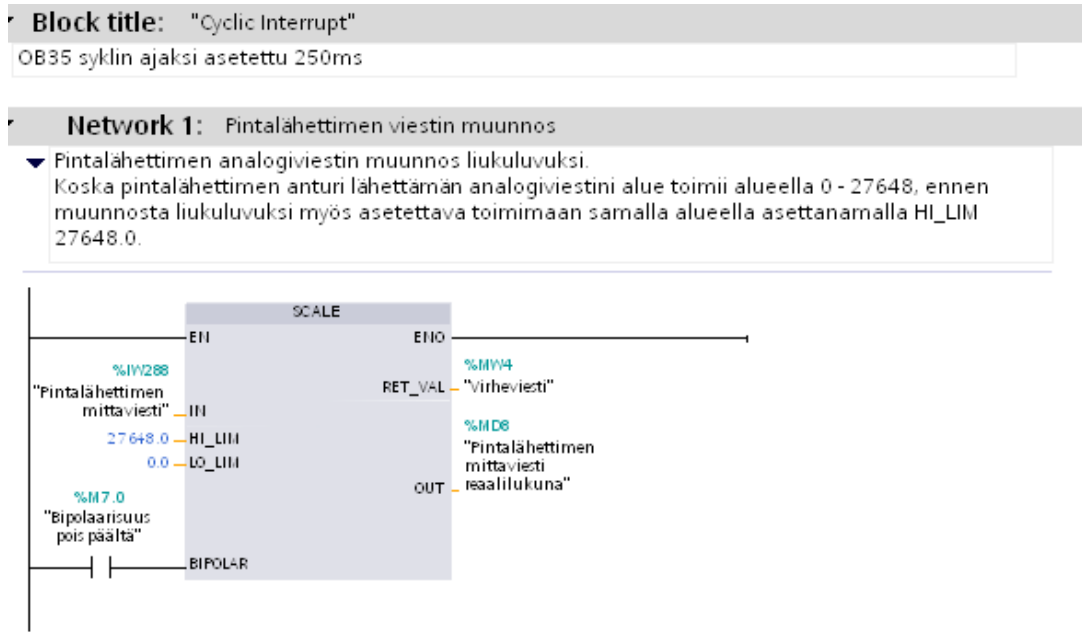 Block title: "Cyclic Interrupt"
OB35 syklin ajaksi asetettu 250ms
Network 1: Pintalähettimen viestin muunnos
Pintalähettimen analogiviestin muunnos liukuluvuksi.
Koska pintalähettimen anturi lähettämän analogiviestini alue toimii alueella 0 - 27648, ennen
muunnosta liukuluvuksi myös asetettava toimimaan samalla alueella asettanamalla HI_LIM
27648.0.
SCALE
EN
ENO
%IW288
"Pintalähettimen
mittaviesti"
IN
27648.0
HI_LIM
0.0
LO_LIM
%M7.0
"Bipolaarisuus
pois päältä"
BIPOLAR
RET_VAL
%MW4
"Virheviesti"
%MD8
"Pintalähettimen
mittaviesti
reaalilukuna"
OUT